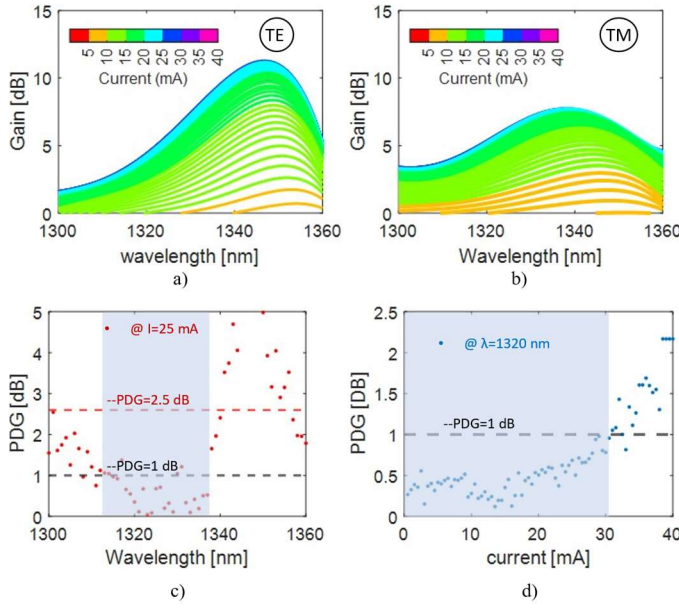 TE
5 10 15 20 25 30 35 40
Current (mA)
Gain [dB]
15
10
5
0
1300 1320 1340 1360
wavelength [nm]
a)
TM
5 10 15 20 25 30 35 40
Current (mA)
Gain [dB]
15
10
5
0
1300 1320 1340 1360
wavelength [nm]
b)
@ I=25 mA
--PDG=2.5 dB
--PDG=1 dB
PDG [dB]
5
4
3
2
1
0
1300 1320 1340 1360
Wavelength [nm]
c)
@ λ=1320 nm
--PDG=1 dB
PDG [DB]
2.5
2
1.5
1
0.5
0
0 10 20 30 40
current [mA]
d)